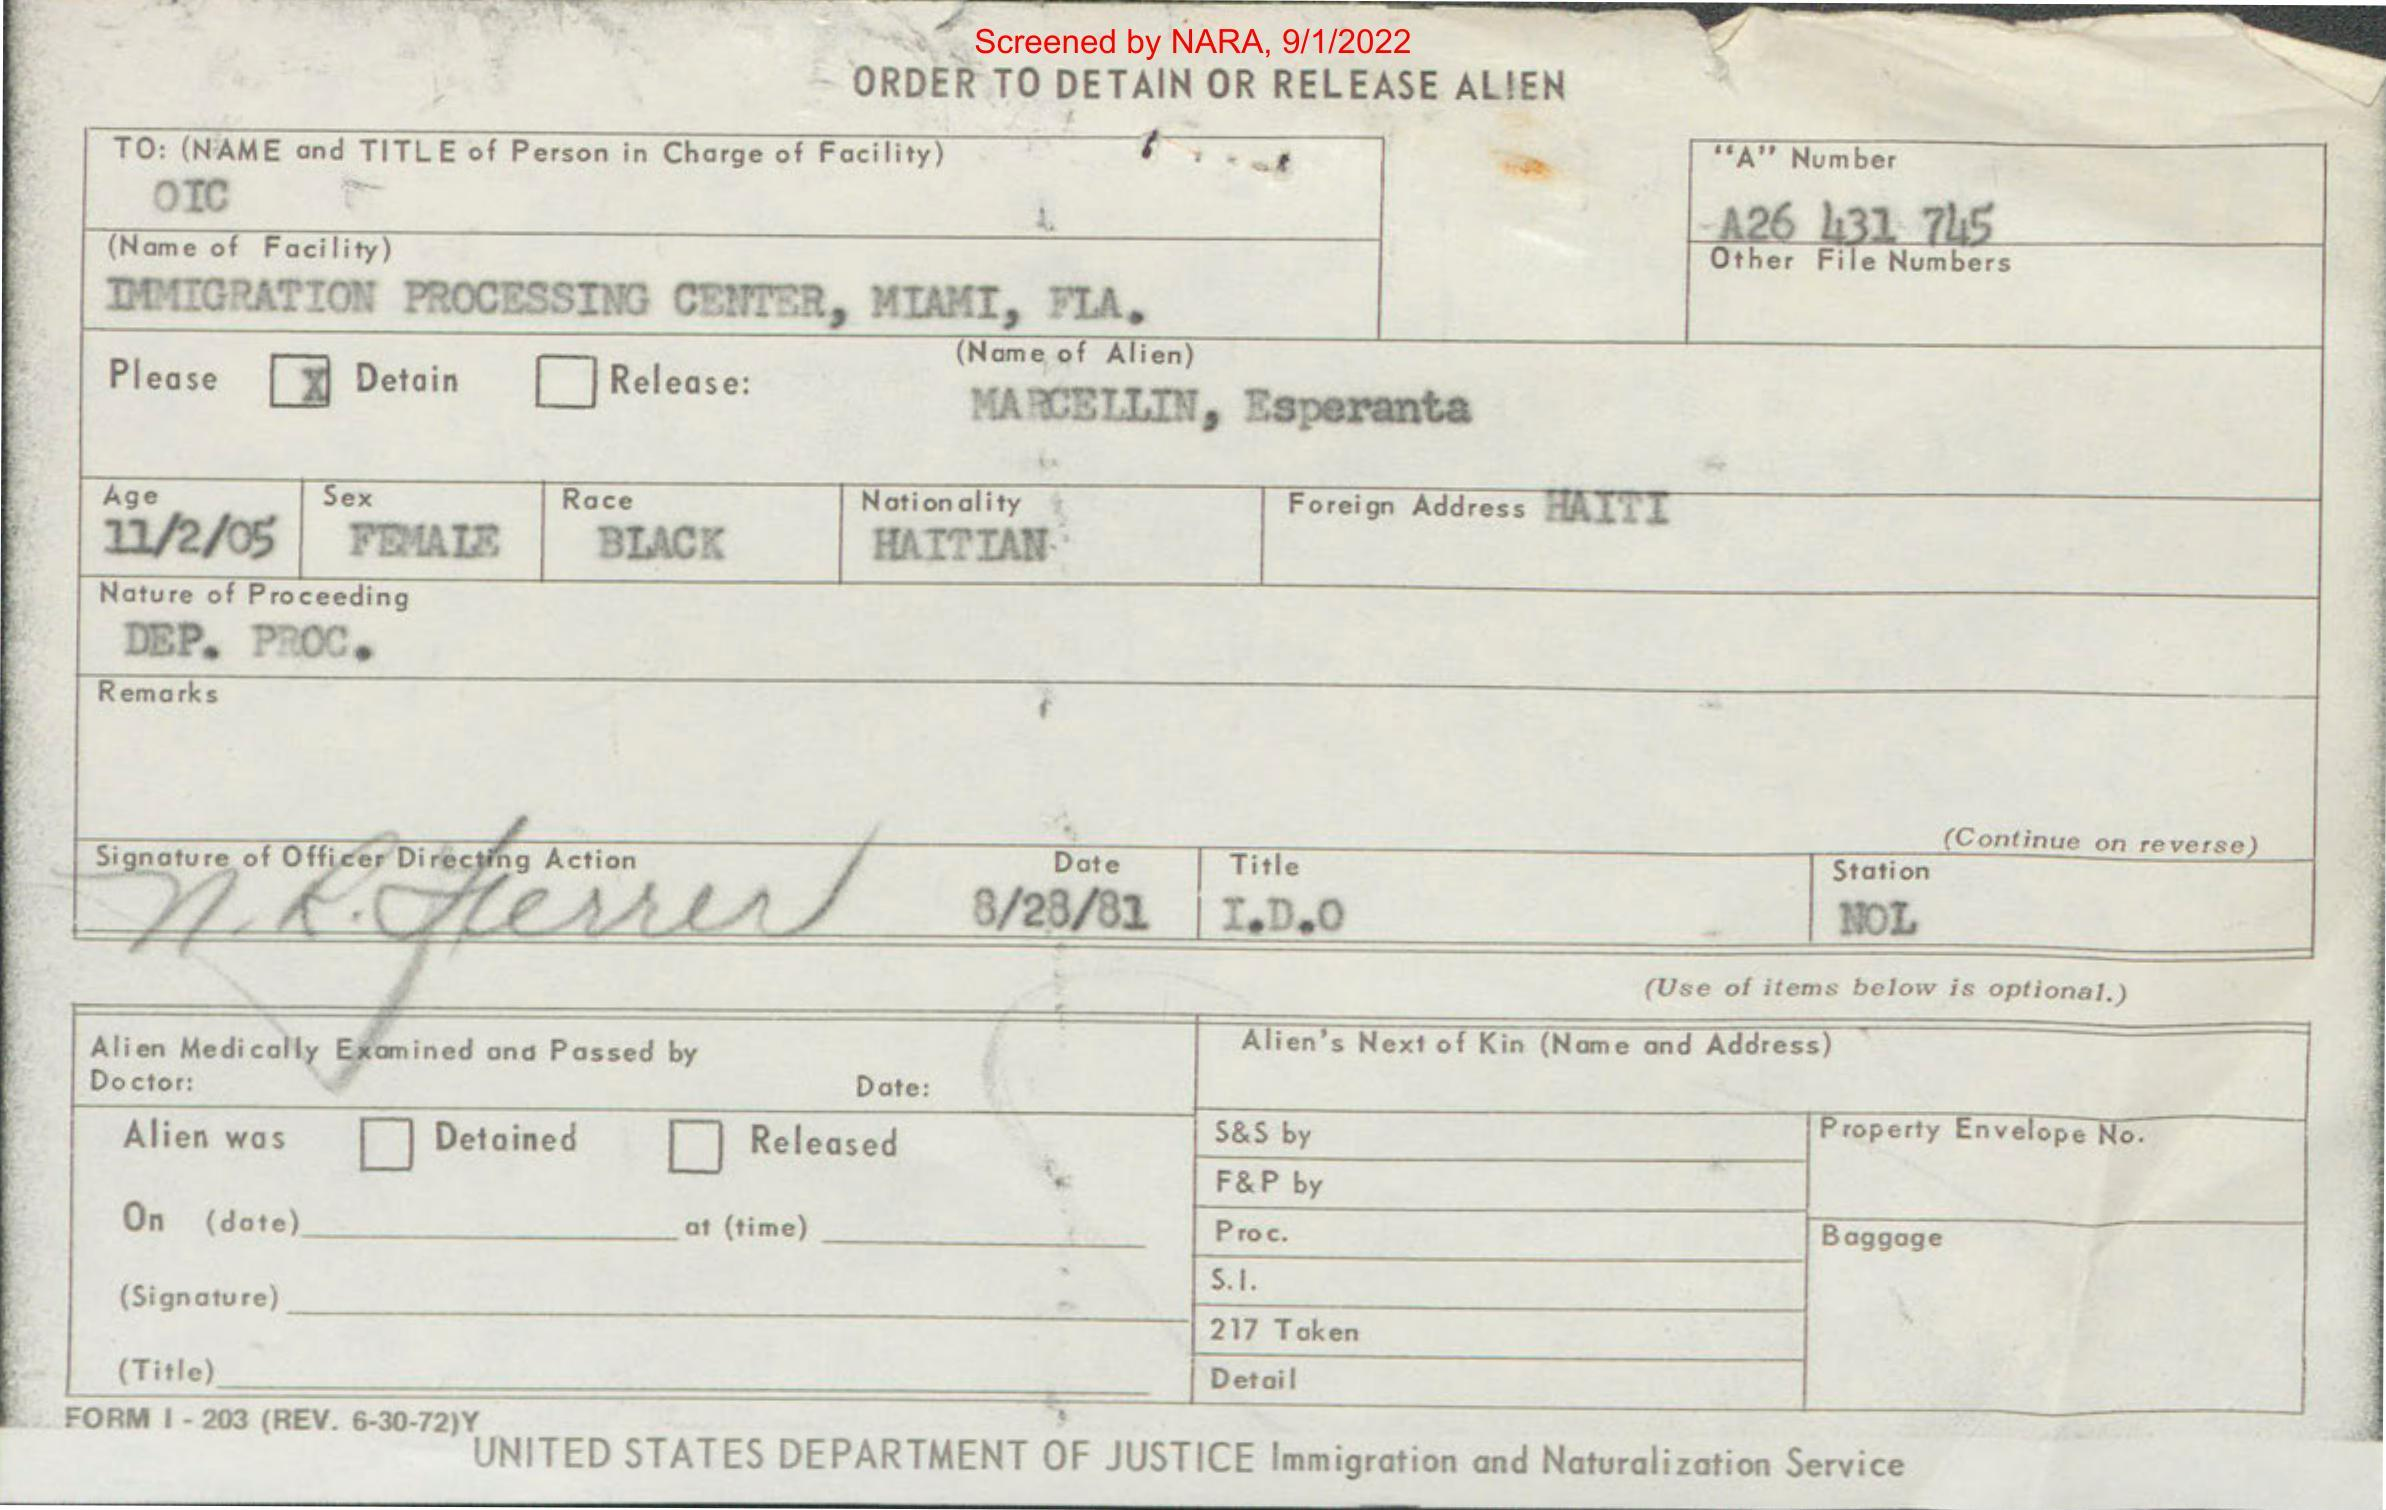 Screened by NARA, 9/1/2022
ORDER TO DETAIN OR RELEASE ALIEN
TO: (NAME and TITLE of Person in Charge of Facility)
OIC
"A" Number
A26 431 745
(Name of Facility)
IMMIGRATION PROCESSING CENTER, MIAMI, FLA.
Other File Numbers
Please X Detain Release:
(Name of Alien)
MARCELLIN, Esperanta
Age
11/2/05
Sex
FEMALE
Race
BLACK
Nationality
HAITIAN
Foreign Address HAITI
Nature of Proceeding
DEP. PROC.
Remarks
(Continue on reverse)
Signature of Officer Directing Action
N. L.
Date
8/28/81
Title
I.D.O
Station
NOL
(Use of items below is optional.)
Alien Medically Examined and Passed by
Doctor: Date:
Alien's Next of Kin (Name and Address)
Alien was Detained Released
On (date) at (time)
(Signature)
(Title)
S&S by
F&P by
Proc.
S.I.
217 Taken
Detail
Property Envelope No.
Baggage
FORM I - 203 (REV. 6-30-72)Y
UNITED STATES DEPARTMENT OF JUSTICE Immigration and Naturalization Service